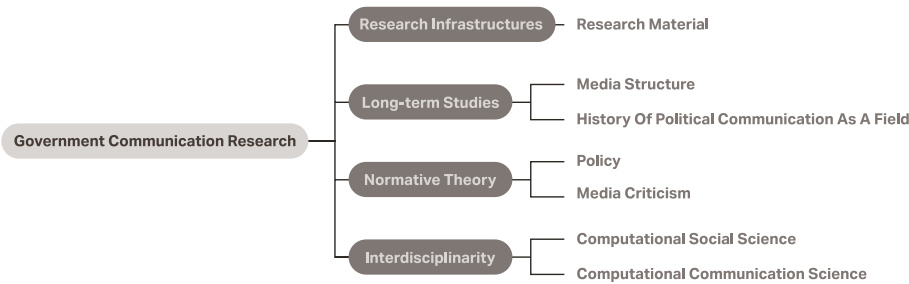 Government Communication Research
Research Infrastructures
Research Material
Long-term Studies
Media Structure
History Of Political Communication As A Field
Normative Theory
Policy
Media Criticism
Interdisciplinarity
Computational Social Science
Computational Communication Science